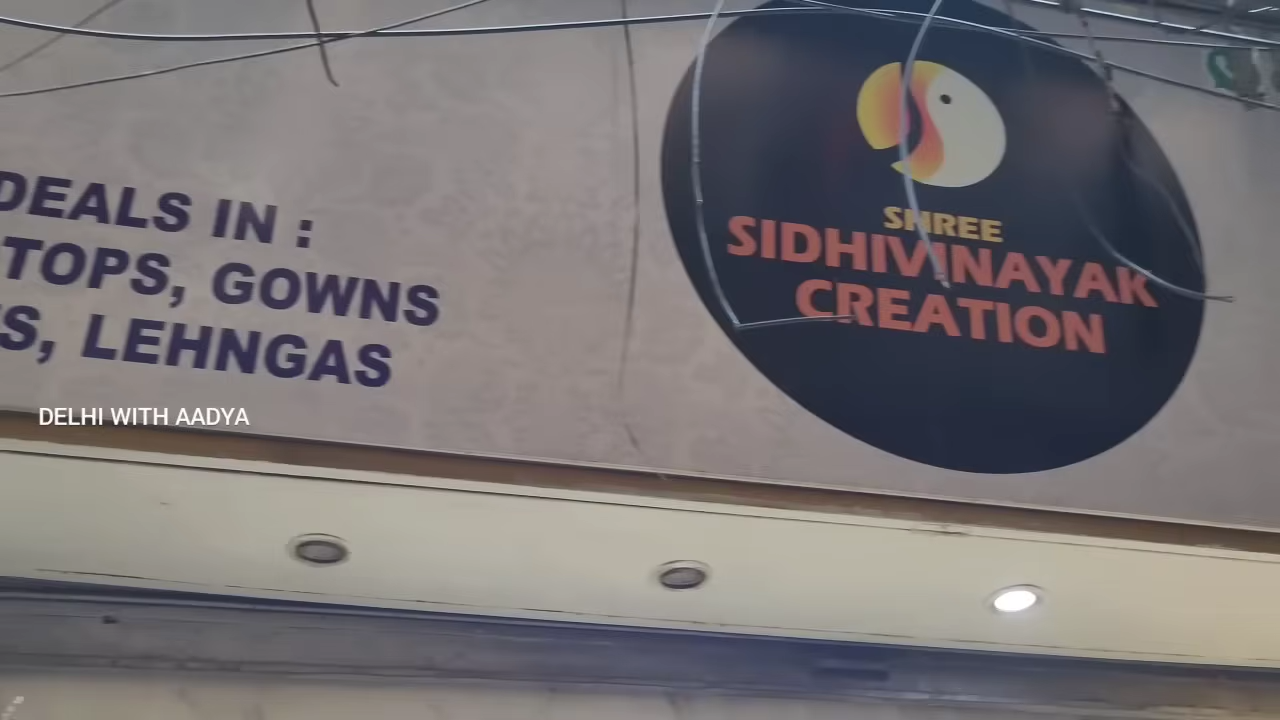 DEALS IN :
TOPS, GOWNS
LEHNGAS
SHREE
SIDHIVINAYAK
CREATION
DELHI WITH AADYA